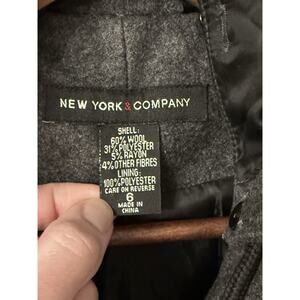 NEW YORK & COMPANY
SHELL:
60% WOOL
31% POLYESTER
5% RAYON
4% OTHER FIBRES
LINING:
100% POLYESTER
CARE ON REVERSE
6
MADE IN
CHINA